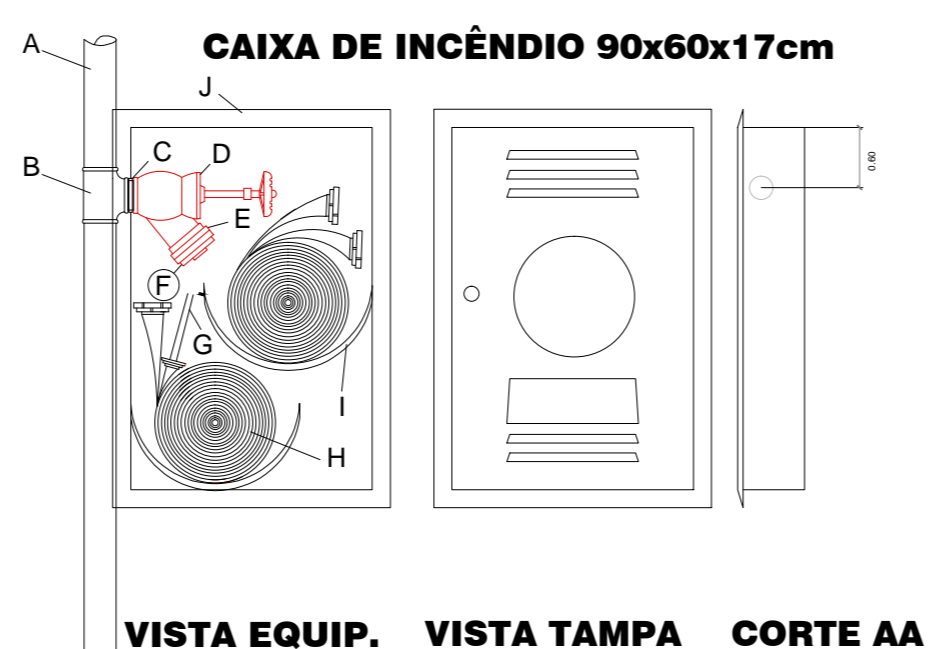 CAIXA DE INCÊNDIO 90x60x17cm
A
J
B
C
D
E
F
G
I
H
0.60
VISTA EQUIP.
VISTA TAMPA
CORTE AA